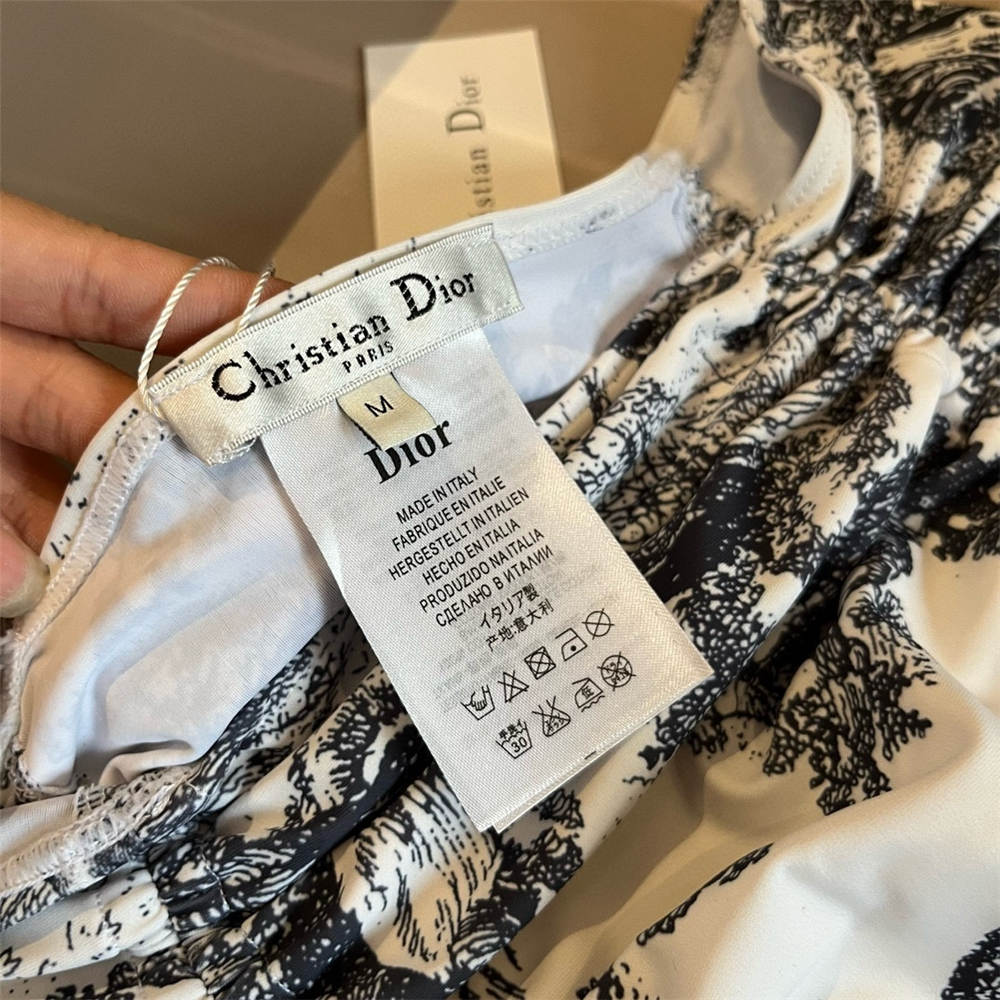 Christian Dior
Christian Dior
PARIS
M
Dior
MADE IN ITALY
FABRIQUE EN ITALIE
HERGESTELLT IN ITALIEN
HECHO EN ITALIA
PRODUZIDO NA ITALIA
СДЕЛАНО В ИТАЛИИ
イタリア製
产地:意大利
30